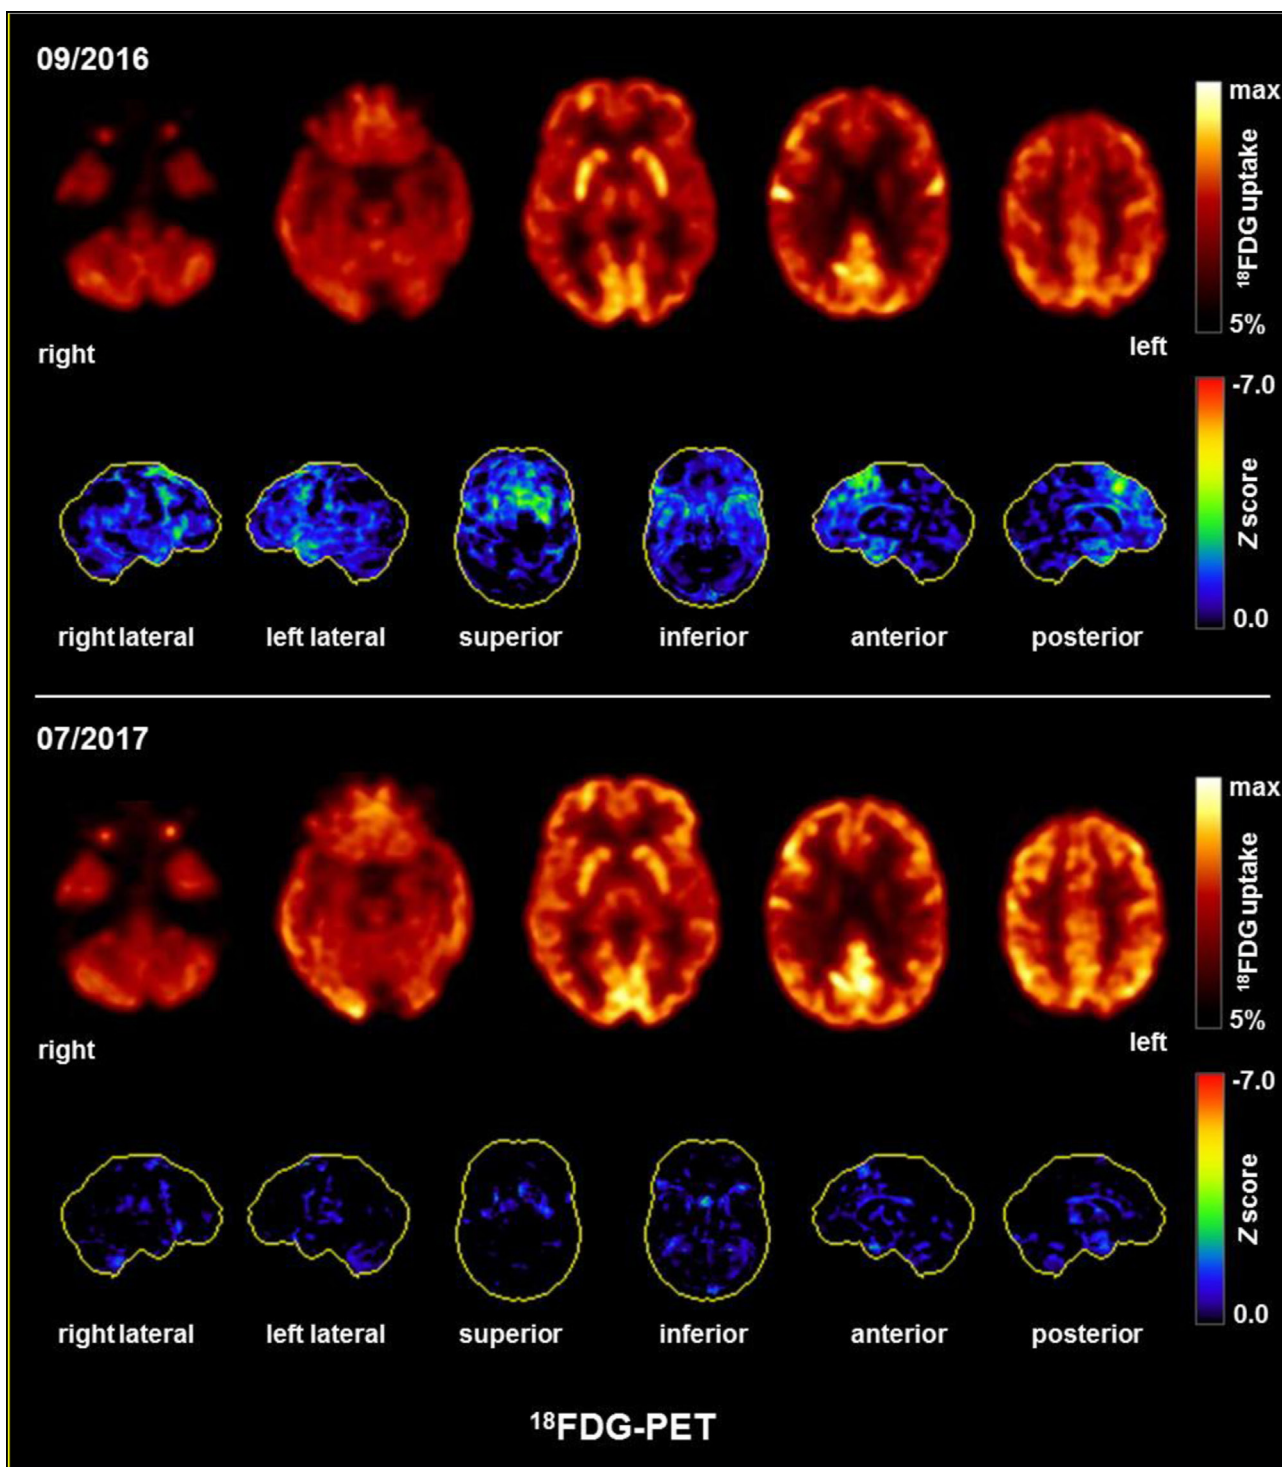 09/2016
max
¹⁸FDG uptake
5%
right
left
-7.0
Z score
0.0
right lateral left lateral superior inferior anterior posterior
07/2017
max
¹⁸FDG uptake
5%
right
left
-7.0
Z score
0.0
right lateral left lateral superior inferior anterior posterior
¹⁸FDG-PET